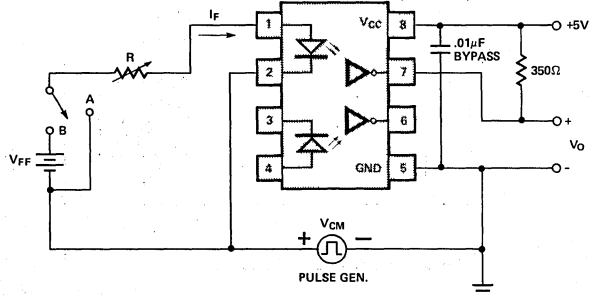 IF
1
VCC
8
+5V
.01µF
BYPASS
R
2
7
350Ω
A
3
6
+
B
VO
VFF
4
GND
5
-
VCM
+
−
PULSE GEN.